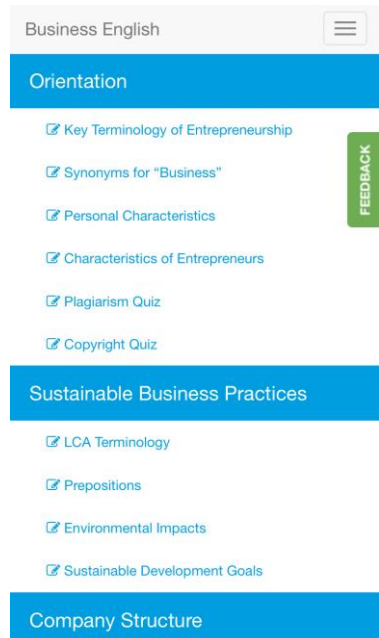 Business English
Orientation
Key Terminology of Entrepreneurship
Synonyms for “Business”
Personal Characteristics
FEEDBACK
Characteristics of Entrepreneurs
Plagiarism Quiz
Copyright Quiz
Sustainable Business Practices
LCA Terminology
Prepositions
Environmental Impacts
Sustainable Development Goals
Company Structure